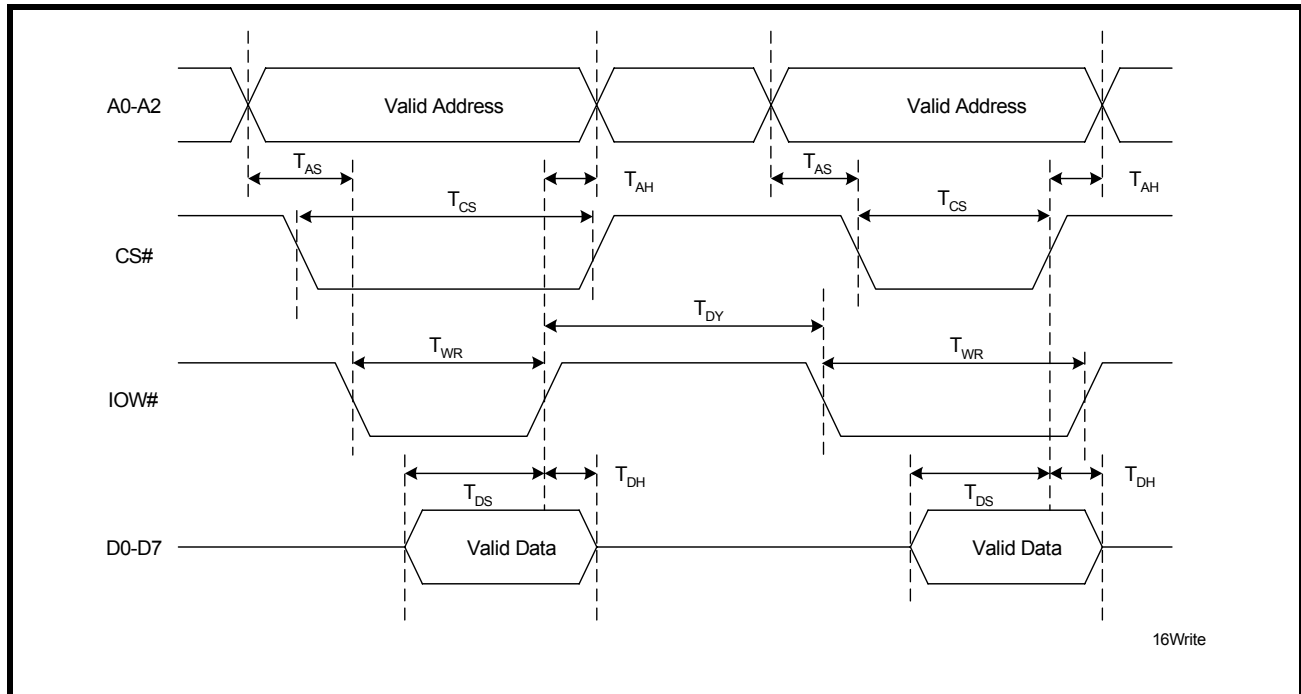 A0-A2
Valid Address
Valid Address
TAS
TAH
TAS
TAH
TCS
TCS
CS#
TDY
TWR
TWR
IOW#
TDH
TDH
TDS
TDS
D0-D7
Valid Data
Valid Data
16Write